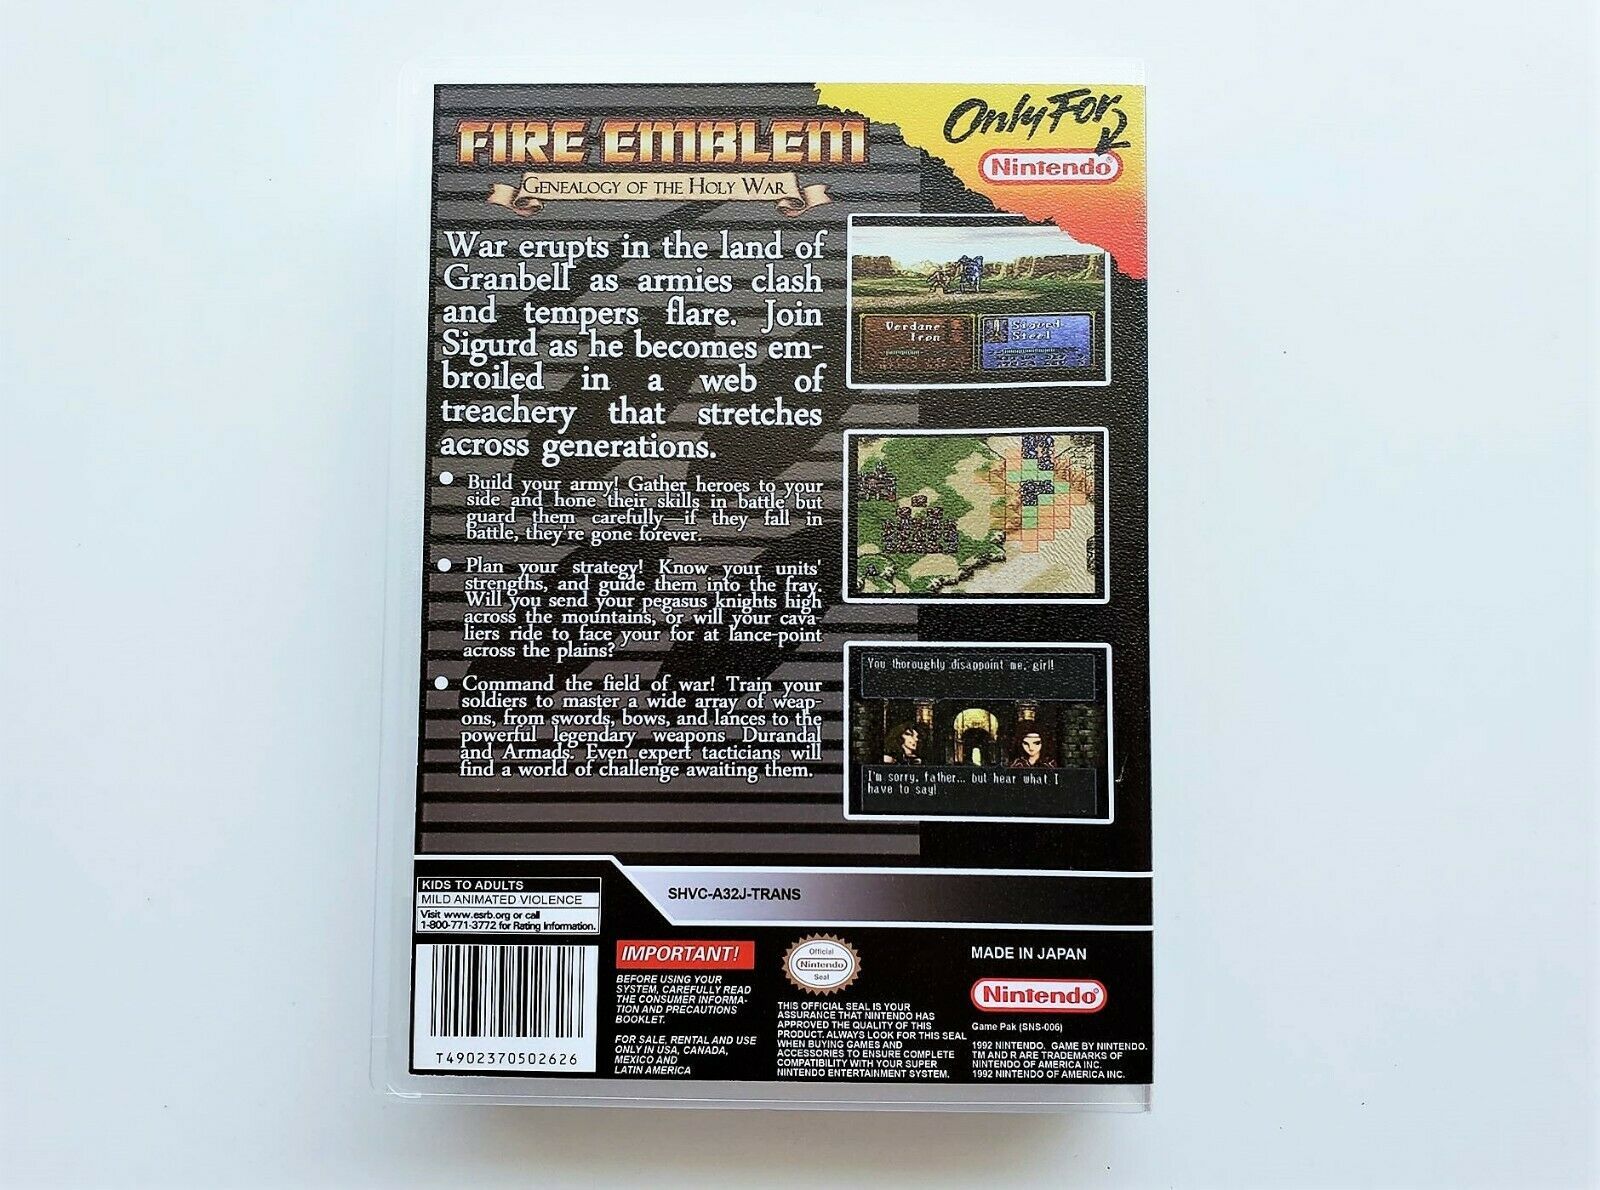 FIRE EMBLEM
GENEALOGY OF THE HOLY WAR
Only For
Nintendo®
War erupts in the land of
Granbell as armies clash
and tempers flare. Join
Sigurd as he becomes em-
broiled in a web of
treachery that stretches
across generations.
Build your army! Gather heroes to your
side and hone their skills in battle but
guard them carefully—if they fall in
battle, they're gone forever.
Plan your strategy! Know your units'
strengths, and guide them into the fray.
Will you send your pegasus knights high
across the mountains, or will your cava-
liers ride to face your for at lance-point
across the plains?
Command the field of war! Train your
soldiers to master a wide array of weap-
ons, from swords, bows, and lances to the
powerful legendary weapons Durandal
and Armads. Even expert tacticians will
find a world of challenge awaiting them.
Verdane
Iron
Sigurd
Steel
You thoroughly disappoint me, girl!
I'm sorry, father... but hear what I
have to say!
KIDS TO ADULTS
MILD ANIMATED VIOLENCE
Visit www.esrb.org or call
1-800-771-3772 for Rating Information.
SHVC-A32J-TRANS
T4902370502626
IMPORTANT!
BEFORE USING YOUR
SYSTEM, CAREFULLY READ
THE CONSUMER INFORMA-
TION AND PRECAUTIONS
BOOKLET.
FOR SALE, RENTAL AND USE
ONLY IN USA, CANADA,
MEXICO AND
LATIN AMERICA
Official
Nintendo
Seal
THIS OFFICIAL SEAL IS YOUR
ASSURANCE THAT NINTENDO HAS
APPROVED THE QUALITY OF THIS
PRODUCT. ALWAYS LOOK FOR THIS SEAL
WHEN BUYING GAMES AND
ACCESSORIES TO ENSURE COMPLETE
COMPATIBILITY WITH YOUR SUPER
NINTENDO ENTERTAINMENT SYSTEM.
MADE IN JAPAN
Nintendo®
Game Pak (SNS-006)
1992 NINTENDO. GAME BY NINTENDO.
TM AND R ARE TRADEMARKS OF
NINTENDO OF AMERICA INC.
1992 NINTENDO OF AMERICA INC.